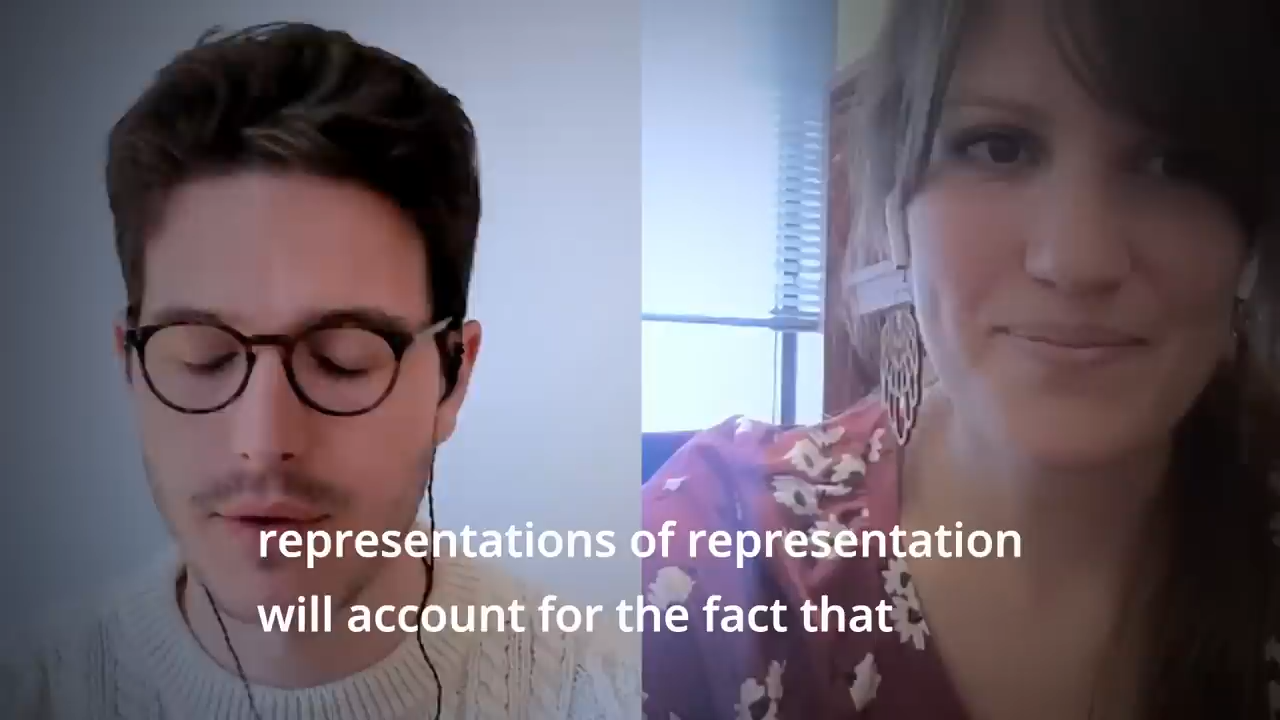 representations of representation
will account for the fact that